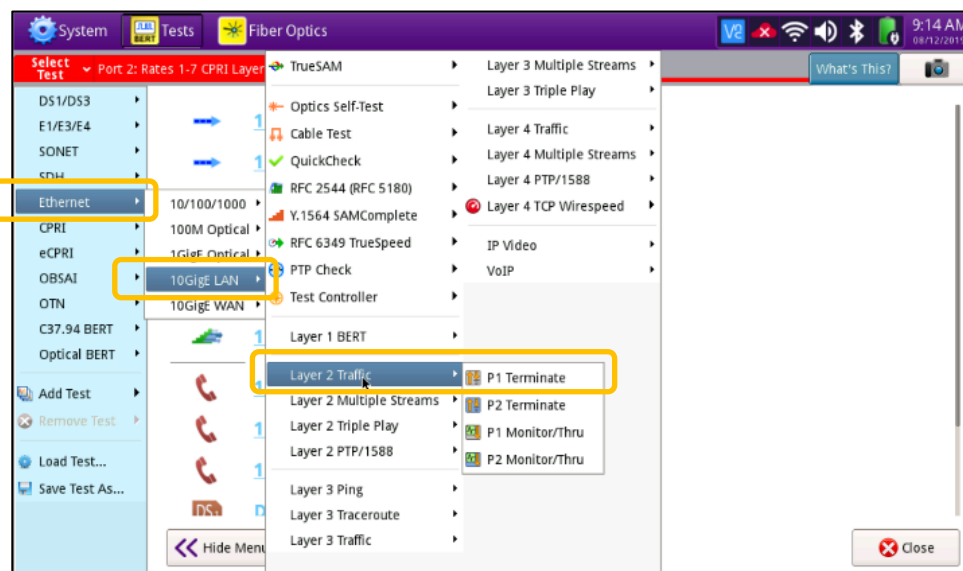 System Tests Fiber Optics 9:14 AM
BERT
08/12/201
Select Test Port 2: Rates 1-7 CPRI Layer What's This?
DS1/DS3
E1/E3/E4
SONET
SDH
Ethernet
CPRI
eCPRI
OBSAI
OTN
C37.94 BERT
Optical BERT
Add Test
Remove Test
Load Test...
Save Test As...
10/100/1000
100M Optical
1GigE Optical
10GigE LAN
10GigE WAN
Hide Menu
TrueSAM
Optics Self-Test
Cable Test
QuickCheck
RFC 2544 (RFC 5180)
Y.1564 SAMComplete
RFC 6349 TrueSpeed
PTP Check
Test Controller
Layer 1 BERT
Layer 2 Traffic
Layer 2 Multiple Streams
Layer 2 Triple Play
Layer 2 PTP/1588
Layer 3 Ping
Layer 3 Traceroute
Layer 3 Traffic
Layer 3 Multiple Streams
Layer 3 Triple Play
Layer 4 Traffic
Layer 4 Multiple Streams
Layer 4 PTP/1588
Layer 4 TCP Wirespeed
IP Video
VoIP
P1 Terminate
P2 Terminate
P1 Monitor/Thru
P2 Monitor/Thru
Close